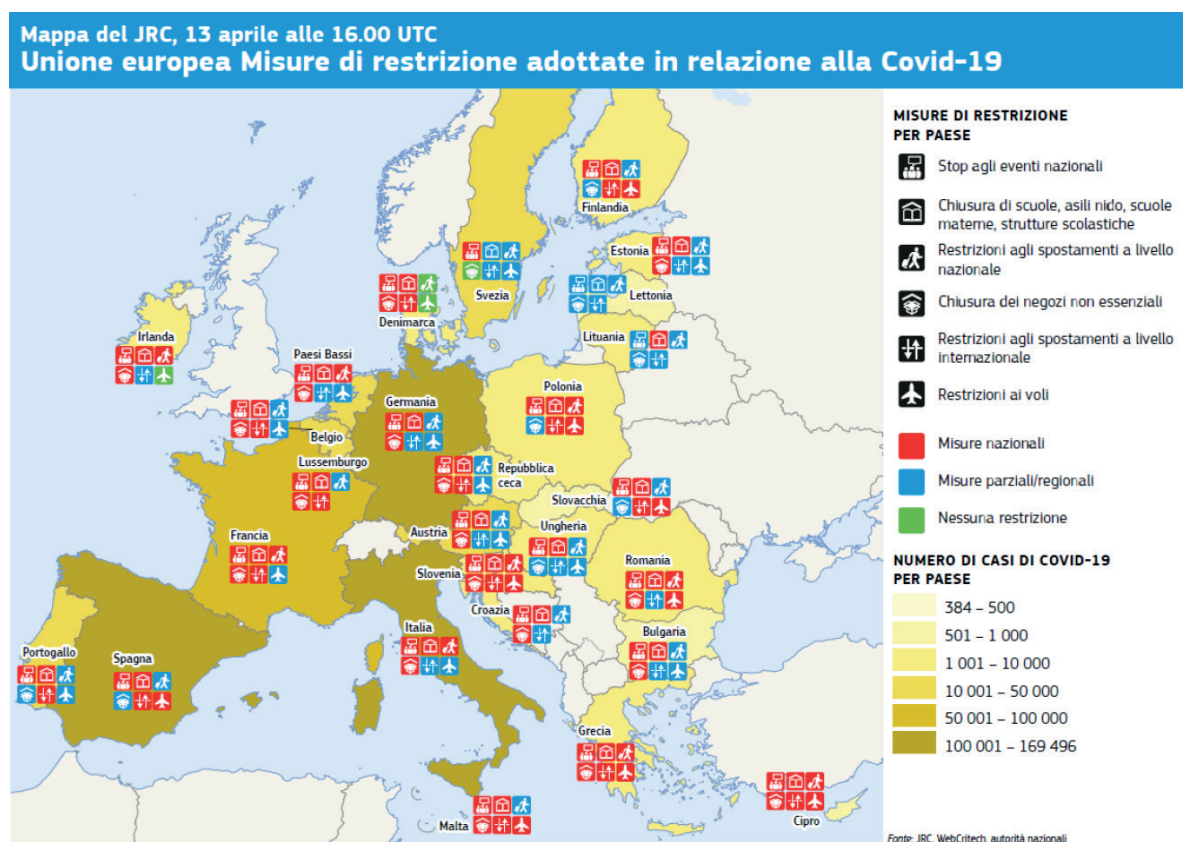 Mappa del JRC, 13 aprile alle 16.00 UTC
Unione europea Misure di restrizione adottate in relazione alla Covid-19
Finlandia
Estonia
Svezia
Lettonia
Denimarca
Lituania
Irlanda
Paesi Bassi
Polonia
Germania
Belgio
Lussemburgo
Repubblica
ceca
Slovacchia
Francia
Austria
Ungheria
Romania
Slovenia
Croazia
Italia
Bulgaria
Portogallo
Spagna
Grecia
Malta
Cipro
MISURE DI RESTRIZIONE
PER PAESE
Stop agli eventi nazionali
Chiusura di scuole, asili nido, scuole
materne, strutture scolastiche
Restrizioni agli spostamenti a livello
nazionale
Chiusura dei negozi non essenziali
Restrizioni agli spostamenti a livello
internazionale
Restrizioni ai voli
Misure nazionali
Misure parziali/regionali
Nessuna restrizione
NUMERO DI CASI DI COVID-19
PER PAESE
384 – 500
501 – 1 000
1 001 – 10 000
10 001 – 50 000
50 001 – 100 000
100 001 – 169 496
Fonte: JRC, WebCritech, autorità nazionali